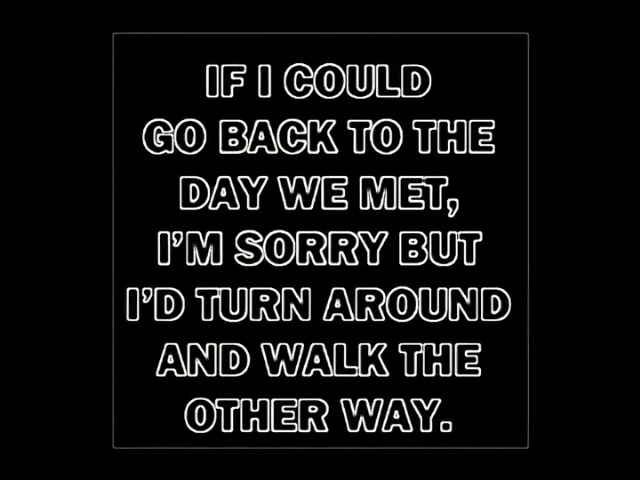 IF I COULD
GO BACK TO THE
DAY WE MET,
I'M SORRY BUT
I'D TURN AROUND
AND WALK THE
OTHER WAY.